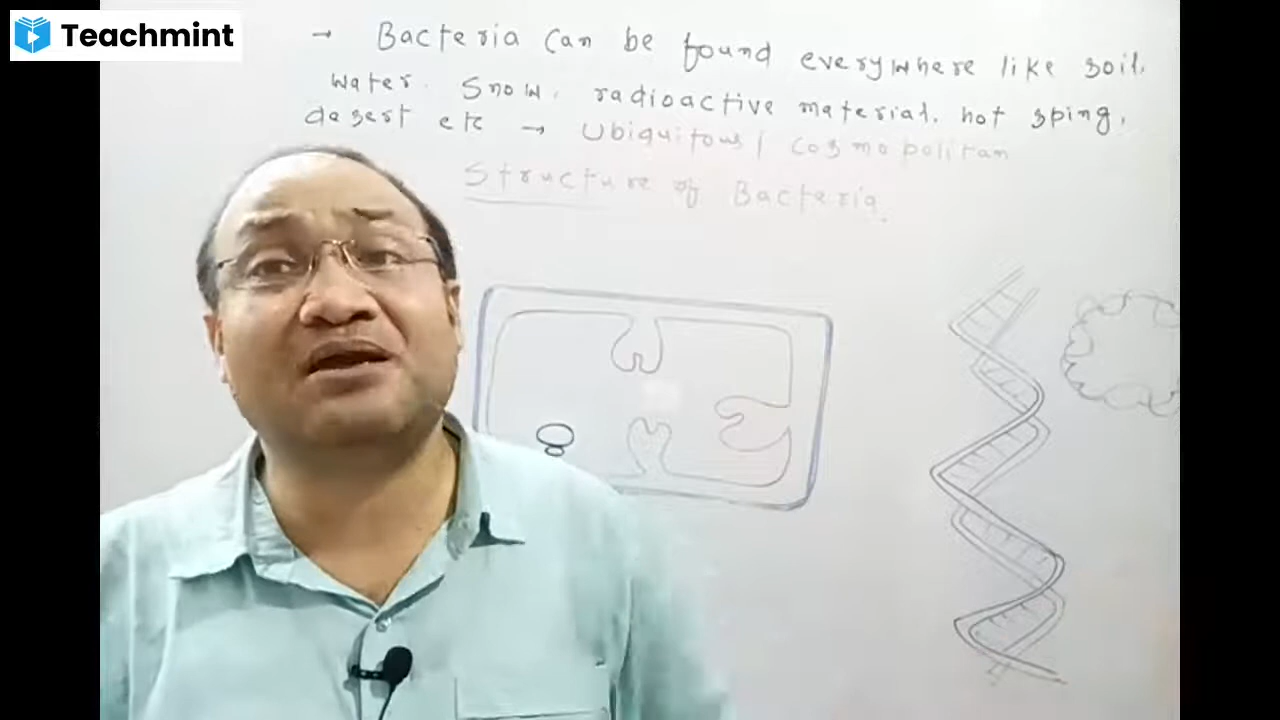 Teachmint
→ Bacteria can be found everywhere like soil,
water, snow, radioactive material, hot sping,
desert etc → Ubiquitous / Cosmopolitan
Structure of Bacteria.